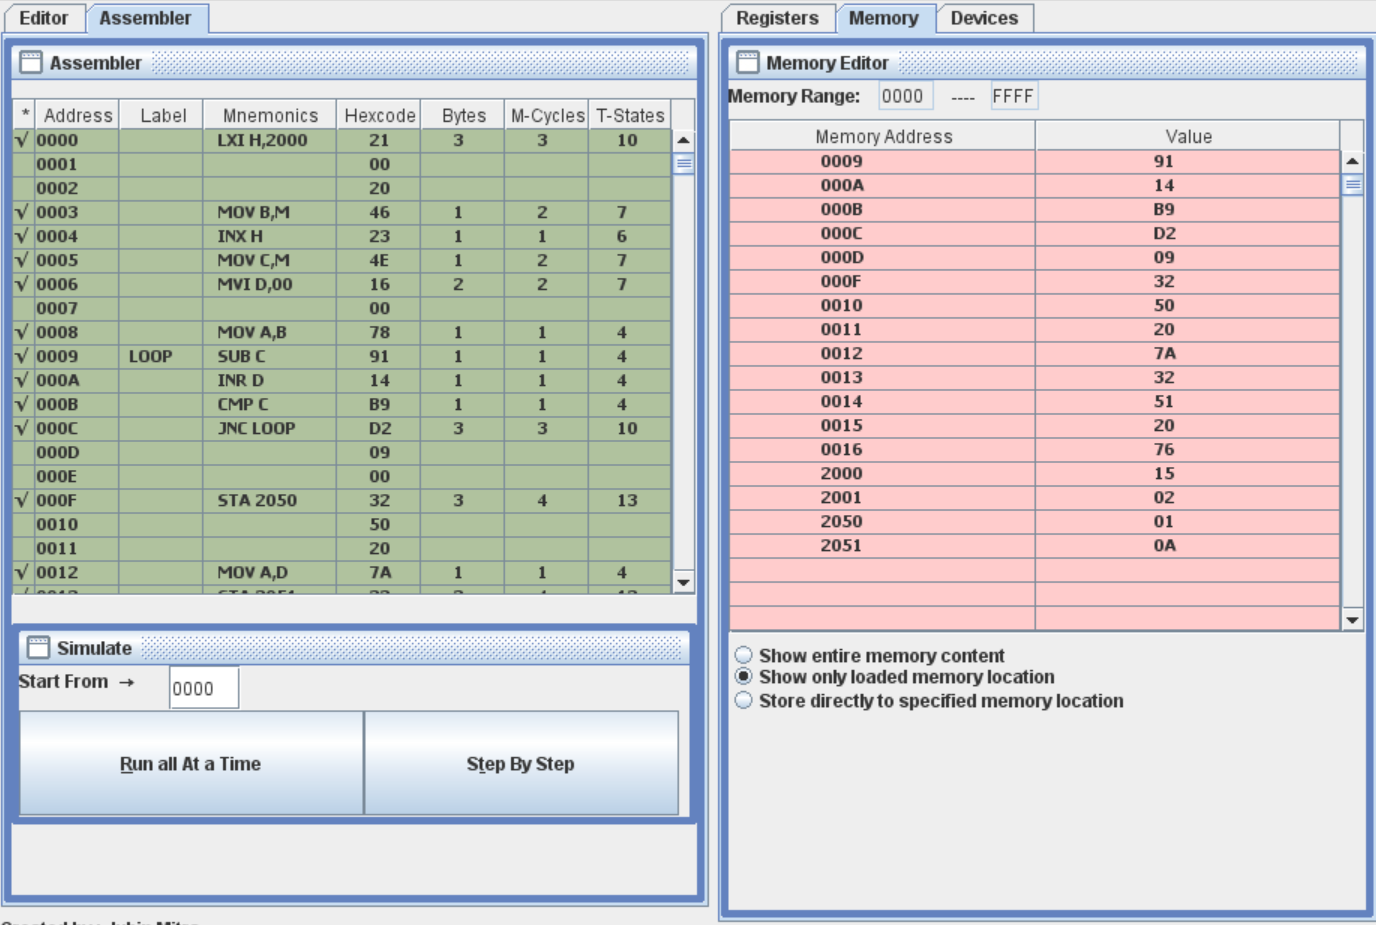 Editor Assembler
Assembler
* Address Label Mnemonics Hexcode Bytes M-Cycles T-States
√ 0000 LXI H,2000 21 3 3 10
0001 00
0002 20
√ 0003 MOV B,M 46 1 2 7
√ 0004 INX H 23 1 1 6
√ 0005 MOV C,M 4E 1 2 7
√ 0006 MVI D,00 16 2 2 7
0007 00
√ 0008 MOV A,B 78 1 1 4
√ 0009 LOOP SUB C 91 1 1 4
√ 000A INR D 14 1 1 4
√ 000B CMP C B9 1 1 4
√ 000C JNC LOOP D2 3 3 10
000D 09
000E 00
√ 000F STA 2050 32 3 4 13
0010 50
0011 20
√ 0012 MOV A,D 7A 1 1 4
Simulate
Start From → 0000
Run all At a Time Step By Step
Registers Memory Devices
Memory Editor
Memory Range: 0000 ---- FFFF
Memory Address Value
0009 91
000A 14
000B B9
000C D2
000D 09
000F 32
0010 50
0011 20
0012 7A
0013 32
0014 51
0015 20
0016 76
2000 15
2001 02
2050 01
2051 0A
Show entire memory content
Show only loaded memory location
Store directly to specified memory location